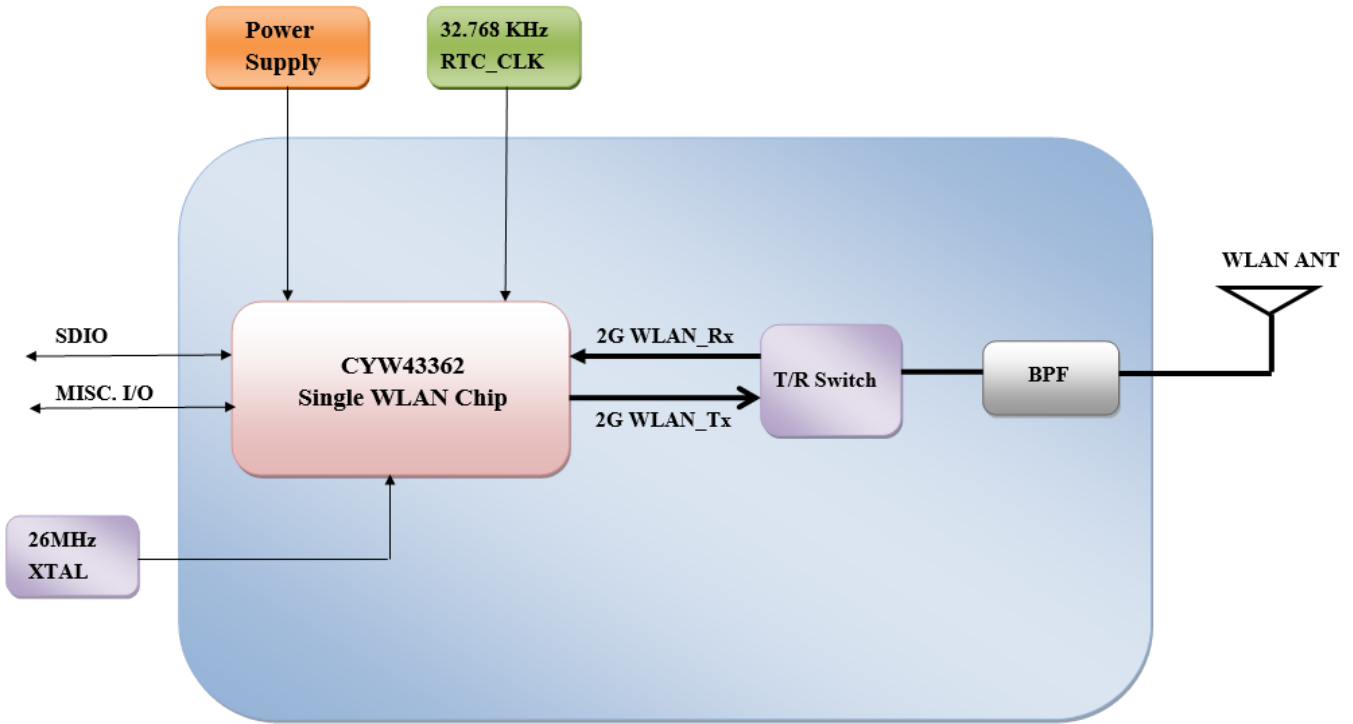 Power
Supply
32.768 KHz
RTC_CLK
WLAN ANT
SDIO
MISC. I/O
CYW43362
Single WLAN Chip
2G WLAN_Rx
2G WLAN_Tx
T/R Switch
BPF
26MHz
XTAL